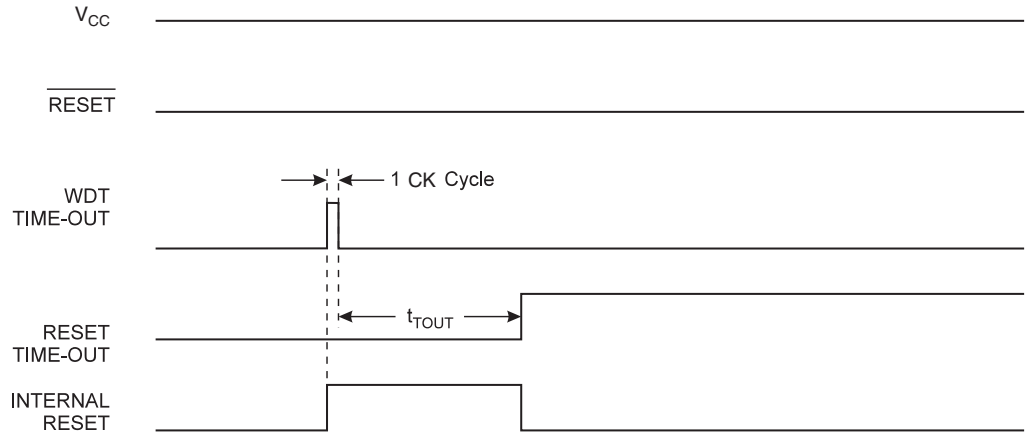 VCC
RESET
1 CK Cycle
WDT
TIME-OUT
tTOUT
RESET
TIME-OUT
INTERNAL
RESET